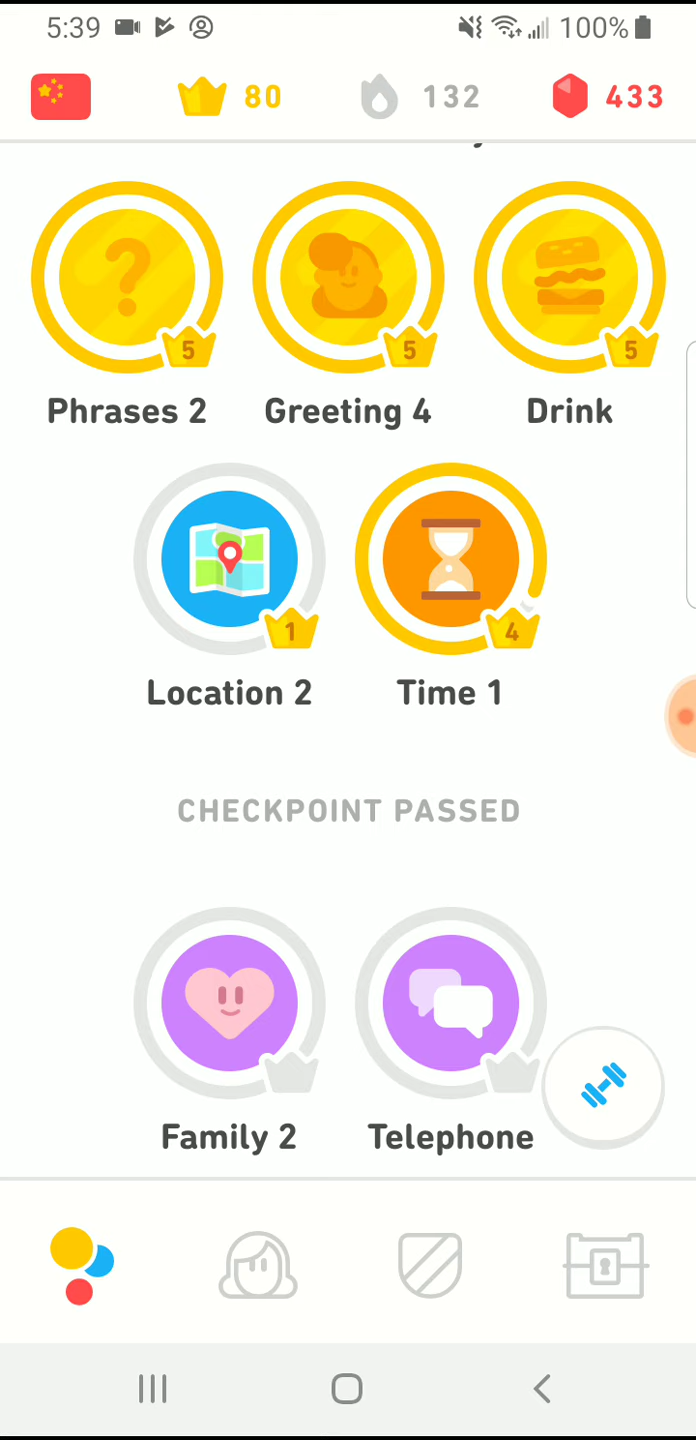 5:39 100%
80 132 433
5 5 5
Phrases 2 Greeting 4 Drink
1 4
Location 2 Time 1
CHECKPOINT PASSED
Family 2 Telephone